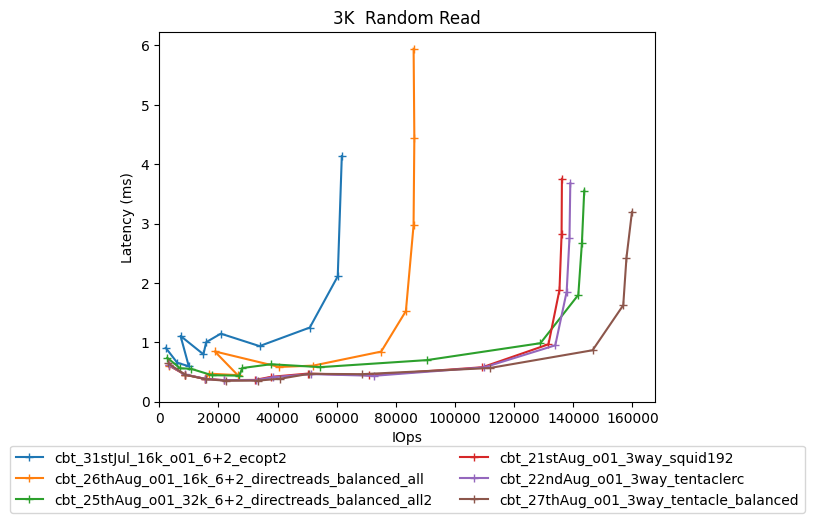 3K  Random Read
6
5
4
3
2
1
0
Latency (ms)
0 20000 40000 60000 80000 100000 120000 140000 160000
IOps
cbt_31stJul_16k_o01_6+2_ecopt2
cbt_26thAug_o01_16k_6+2_directreads_balanced_all
cbt_25thAug_o01_32k_6+2_directreads_balanced_all2
cbt_21stAug_o01_3way_squid192
cbt_22ndAug_o01_3way_tentaclerc
cbt_27thAug_o01_3way_tentacle_balanced